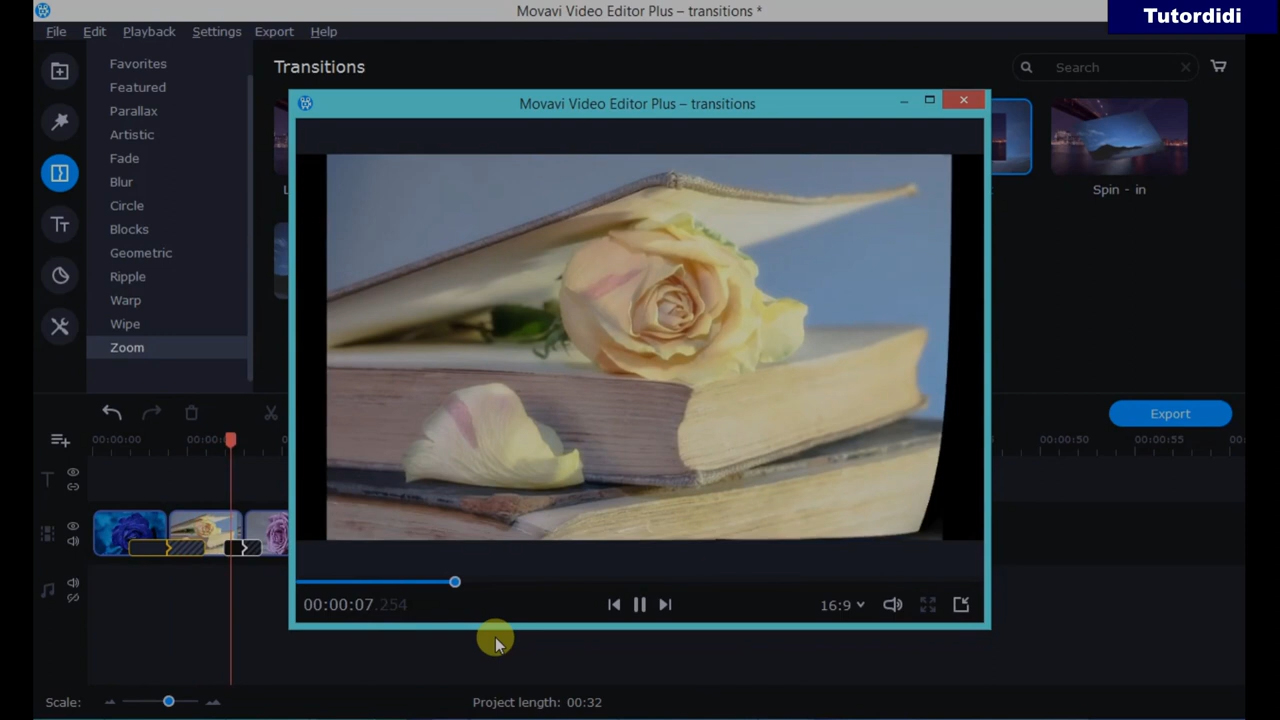 Movavi Video Editor Plus – transitions *
Tutordidi
File Edit Playback Settings Export Help
Favorites
Featured
Parallax
Artistic
Fade
Blur
Circle
Blocks
Geometric
Ripple
Warp
Wipe
Zoom
Transitions
Search
Movavi Video Editor Plus – transitions
Spin - in
00:00:07.254
16:9
Export
00:00:00
00:00:50 00:00:55
T
Scale:
Project length: 00:32